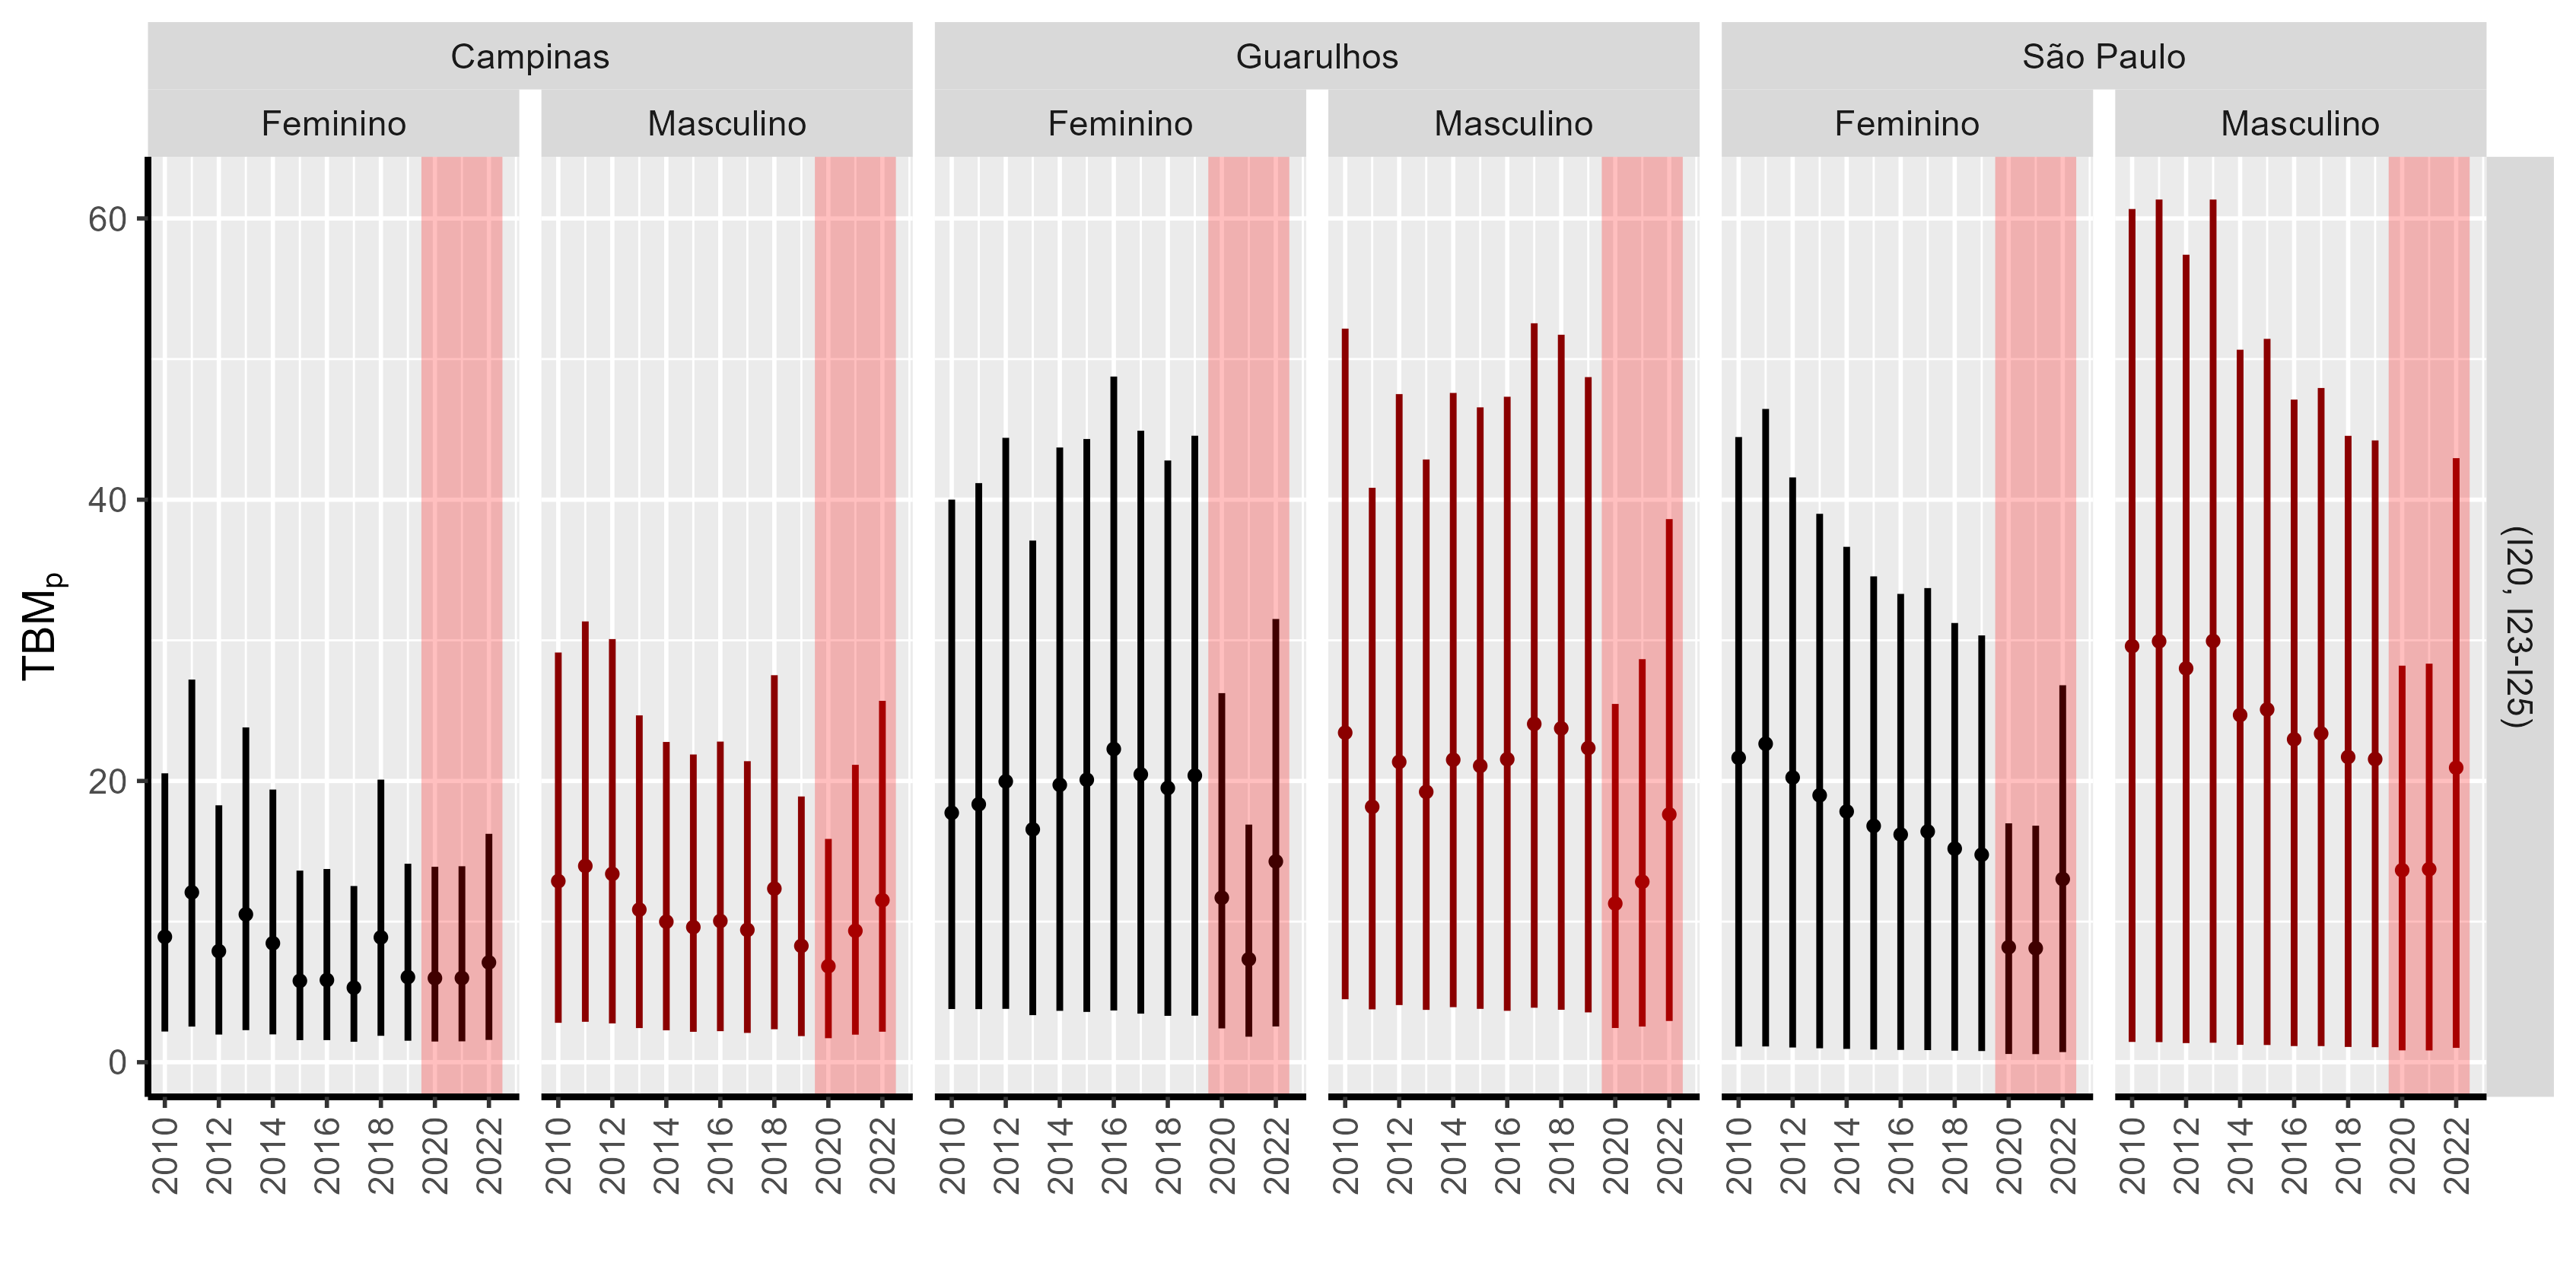 Campinas Guarulhos São Paulo
Feminino Masculino Feminino Masculino Feminino Masculino
60
40
20
0
TBMp
(I20, I23-I25)
2010 2012 2014 2016 2018 2020 2022 2010 2012 2014 2016 2018 2020 2022 2010 2012 2014 2016 2018 2020 2022 2010 2012 2014 2016 2018 2020 2022 2010 2012 2014 2016 2018 2020 2022 2010 2012 2014 2016 2018 2020 2022